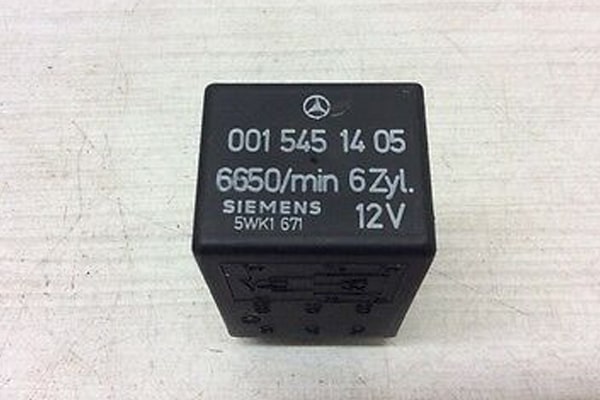 001 545 14 05
6650/min 6Zyl.
SIEMENS 12V
5WK1 671